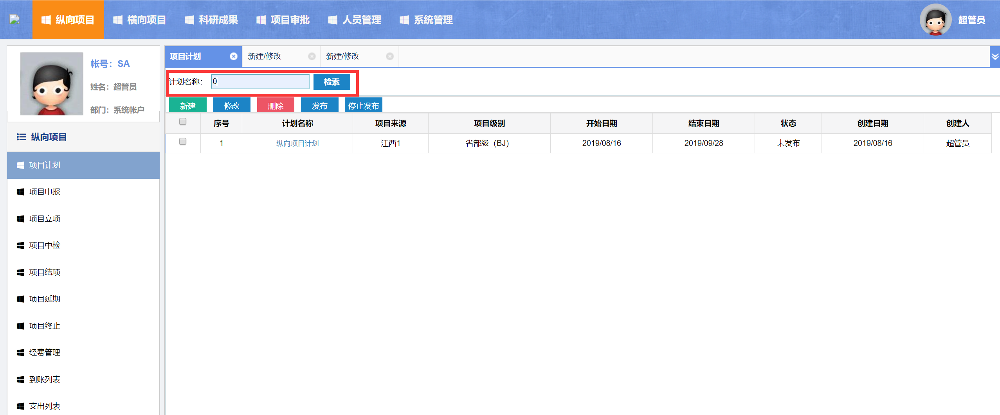 纵向项目 横向项目 科研成果 项目审批 人员管理 系统管理 超管员
帐号：SA
姓名：超管员
部门：系统帐户
纵向项目
项目计划
项目申报
项目立项
项目中检
项目结项
项目延期
项目终止
经费管理
到账列表
支出列表
项目计划 新建/修改 新建/修改
计划名称： 0 检索
新建 修改 删除 发布 停止发布
序号 计划名称 项目来源 项目级别 开始日期 结束日期 状态 创建日期 创建人
1 纵向项目计划 江西1 省部级（BJ） 2019/08/16 2019/09/28 未发布 2019/08/16 超管员